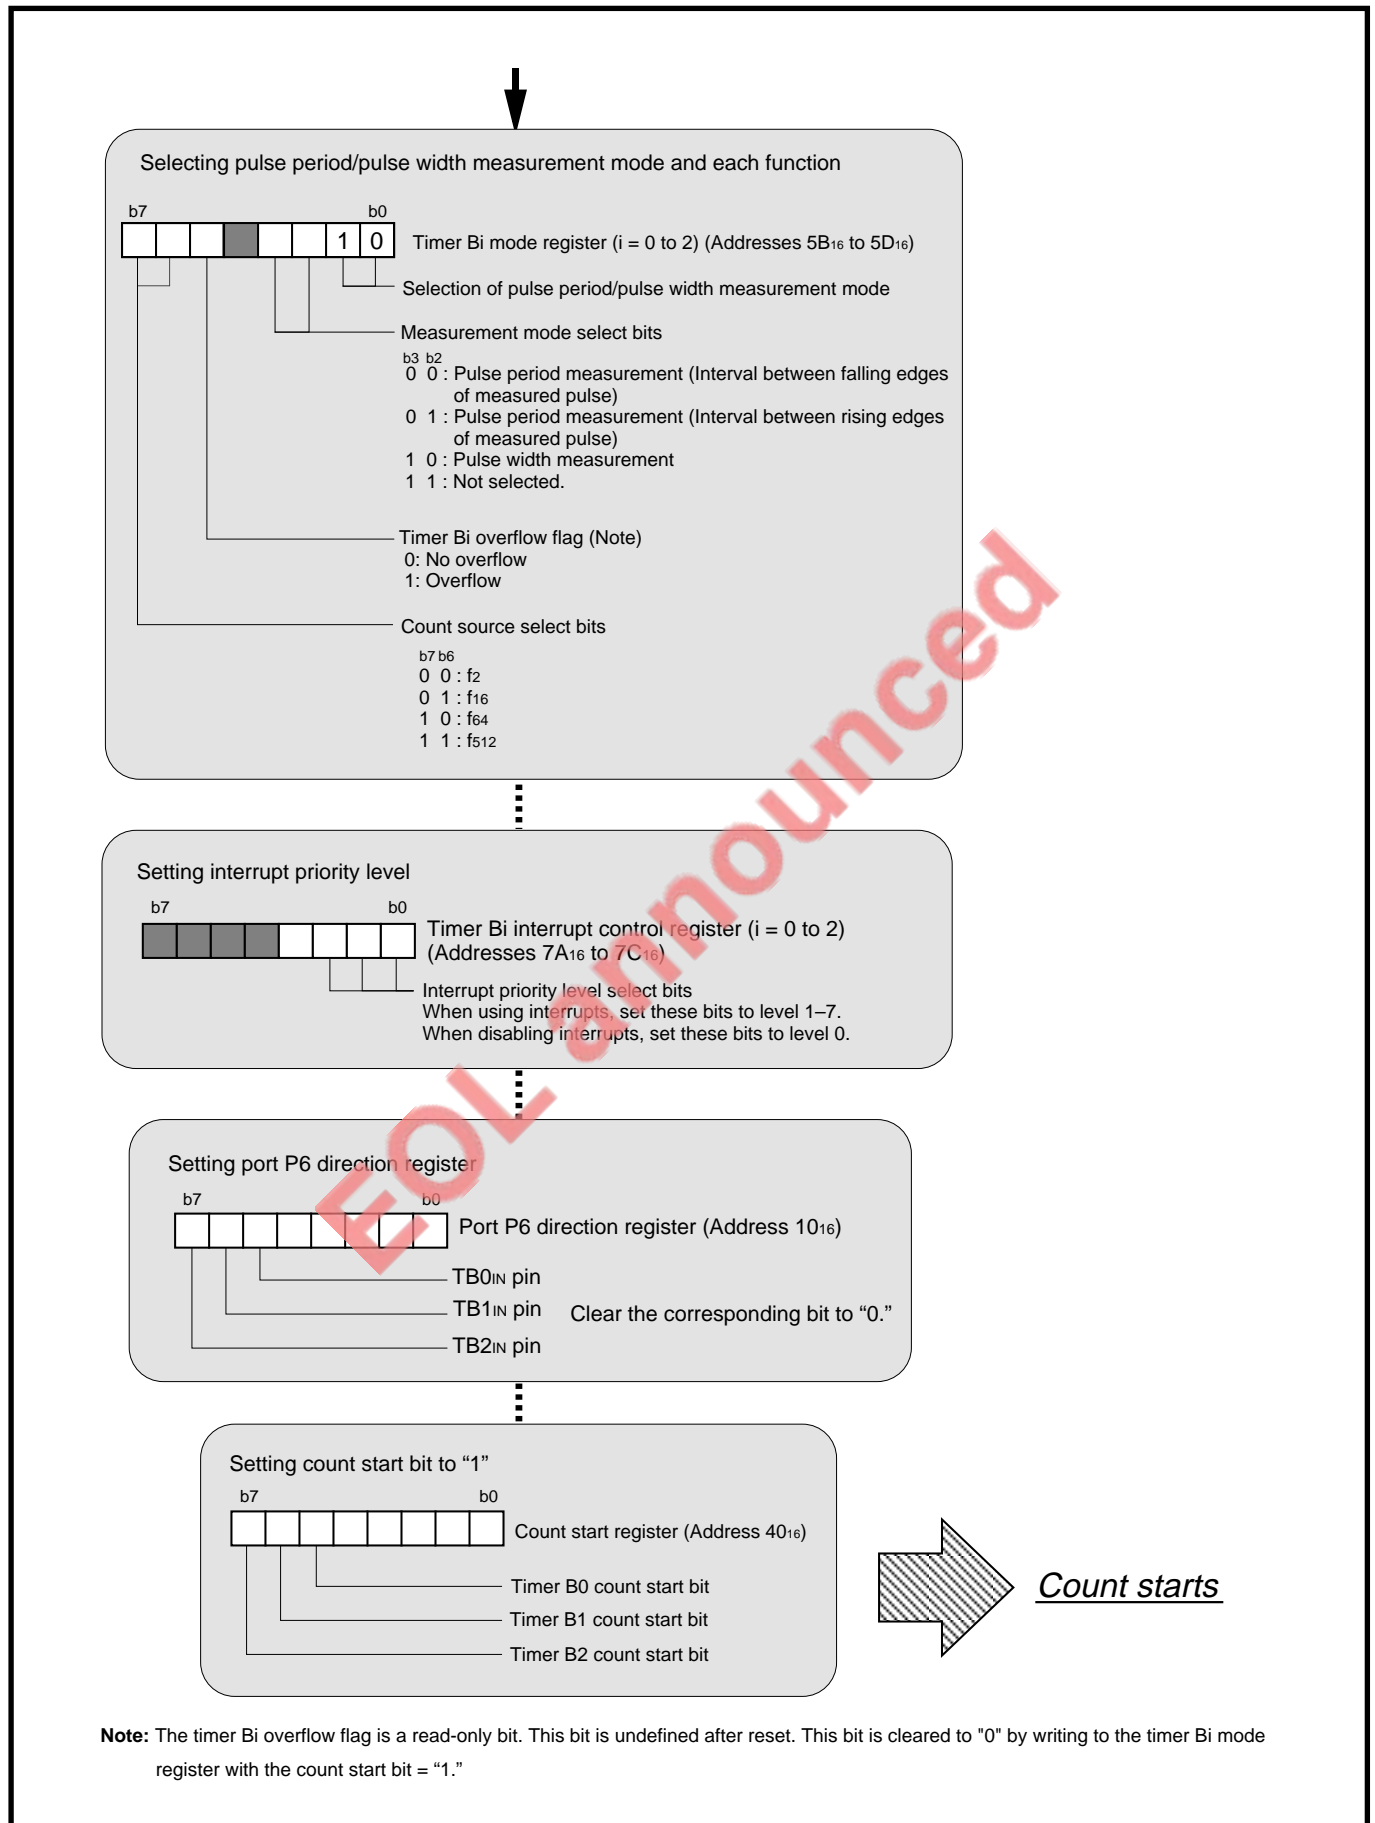 Selecting pulse period/pulse width measurement mode and each function
b7 b0
1 0 Timer Bi mode register (i = 0 to 2) (Addresses 5B16 to 5D16)
Selection of pulse period/pulse width measurement mode
Measurement mode select bits
b3 b2
0 0 : Pulse period measurement (Interval between falling edges
of measured pulse)
0 1 : Pulse period measurement (Interval between rising edges
of measured pulse)
1 0 : Pulse width measurement
1 1 : Not selected.
Timer Bi overflow flag (Note)
0: No overflow
1: Overflow
Count source select bits
b7 b6
0 0 : f2
0 1 : f16
1 0 : f64
1 1 : f512
Setting interrupt priority level
b7 b0
Timer Bi interrupt control register (i = 0 to 2)
(Addresses 7A16 to 7C16)
Interrupt priority level select bits
When using interrupts, set these bits to level 1–7.
When disabling interrupts, set these bits to level 0.
Setting port P6 direction register
b7 b0
Port P6 direction register (Address 1016)
TB0IN pin
TB1IN pin Clear the corresponding bit to “0.”
TB2IN pin
Setting count start bit to “1”
b7 b0
Count start register (Address 4016)
Timer B0 count start bit
Timer B1 count start bit
Timer B2 count start bit
Count starts
Note: The timer Bi overflow flag is a read-only bit. This bit is undefined after reset. This bit is cleared to "0" by writing to the timer Bi mode
register with the count start bit = “1.”
EOL announced